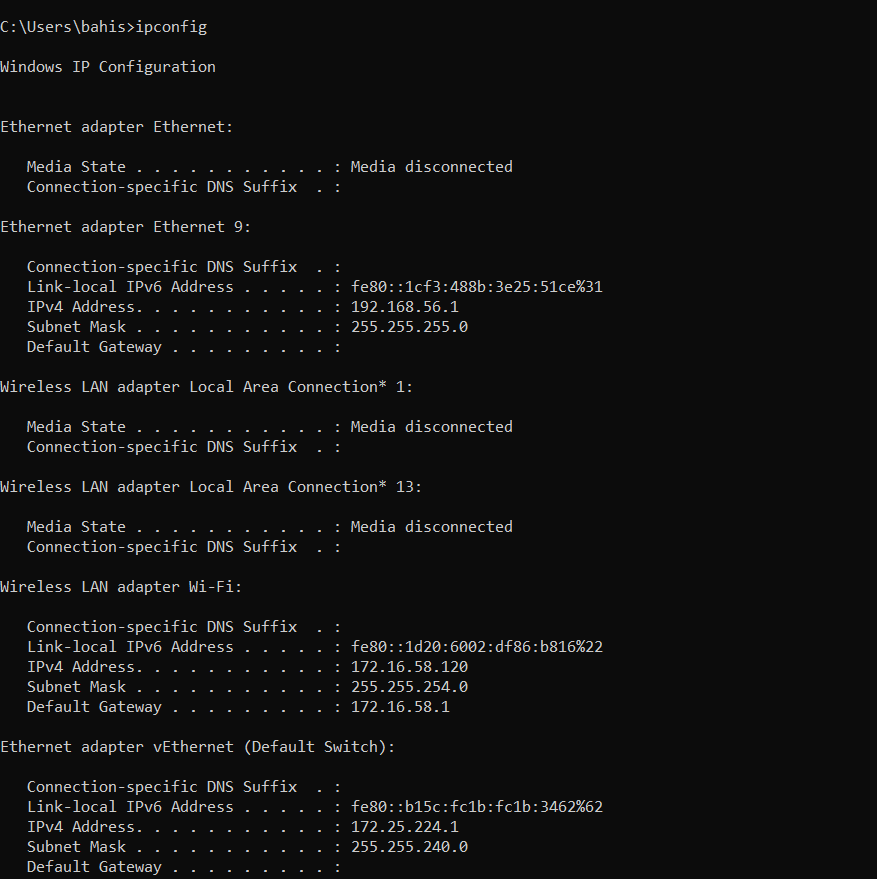 C:\Users\bahis>ipconfig
Windows IP Configuration
Ethernet adapter Ethernet:
   Media State . . . . . . . . . . . : Media disconnected
   Connection-specific DNS Suffix  . :
Ethernet adapter Ethernet 9:
   Connection-specific DNS Suffix  . :
   Link-local IPv6 Address . . . . . : fe80::1cf3:488b:3e25:51ce%31
   IPv4 Address. . . . . . . . . . . : 192.168.56.1
   Subnet Mask . . . . . . . . . . . : 255.255.255.0
   Default Gateway . . . . . . . . . :
Wireless LAN adapter Local Area Connection* 1:
   Media State . . . . . . . . . . . : Media disconnected
   Connection-specific DNS Suffix  . :
Wireless LAN adapter Local Area Connection* 13:
   Media State . . . . . . . . . . . : Media disconnected
   Connection-specific DNS Suffix  . :
Wireless LAN adapter Wi-Fi:
   Connection-specific DNS Suffix  . :
   Link-local IPv6 Address . . . . . : fe80::1d20:6002:df86:b816%22
   IPv4 Address. . . . . . . . . . . : 172.16.58.120
   Subnet Mask . . . . . . . . . . . : 255.255.254.0
   Default Gateway . . . . . . . . . : 172.16.58.1
Ethernet adapter vEthernet (Default Switch):
   Connection-specific DNS Suffix  . :
   Link-local IPv6 Address . . . . . : fe80::b15c:fc1b:fc1b:3462%62
   IPv4 Address. . . . . . . . . . . : 172.25.224.1
   Subnet Mask . . . . . . . . . . . : 255.255.240.0
   Default Gateway . . . . . . . . . :